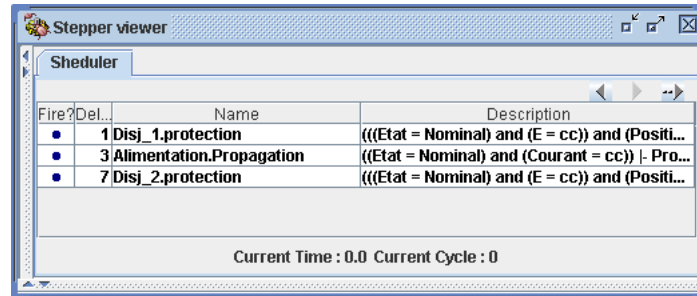 Stepper viewer
Sheduler
Fire? Del... Name Description
1 Disj_1.protection (((Etat = Nominal) and (E = cc)) and (Positi...
3 Alimentation.Propagation ((Etat = Nominal) and (Courant = cc)) |- Pro...
7 Disj_2.protection (((Etat = Nominal) and (E = cc)) and (Positi...
Current Time : 0.0 Current Cycle : 0